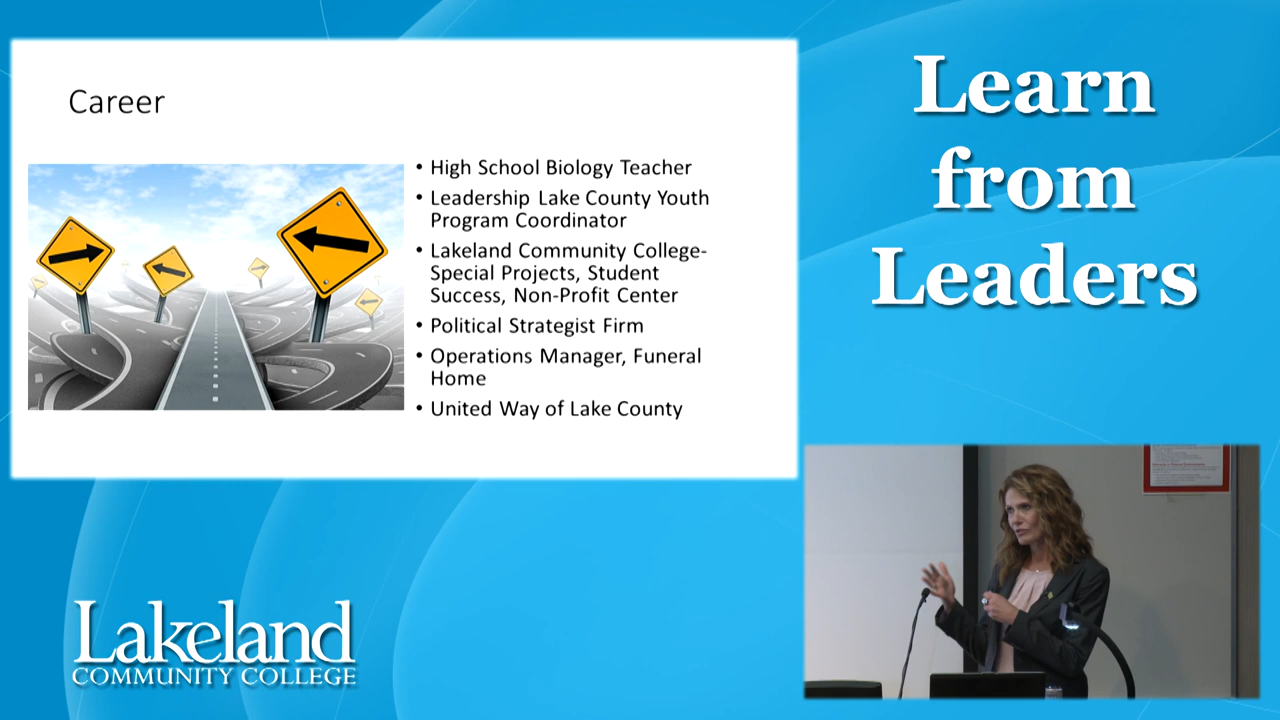 Career
• High School Biology Teacher
• Leadership Lake County Youth
Program Coordinator
• Lakeland Community College-
Special Projects, Student
Success, Non-Profit Center
• Political Strategist Firm
• Operations Manager, Funeral
Home
• United Way of Lake County
Learn
from
Leaders
Lakeland
COMMUNITY COLLEGE